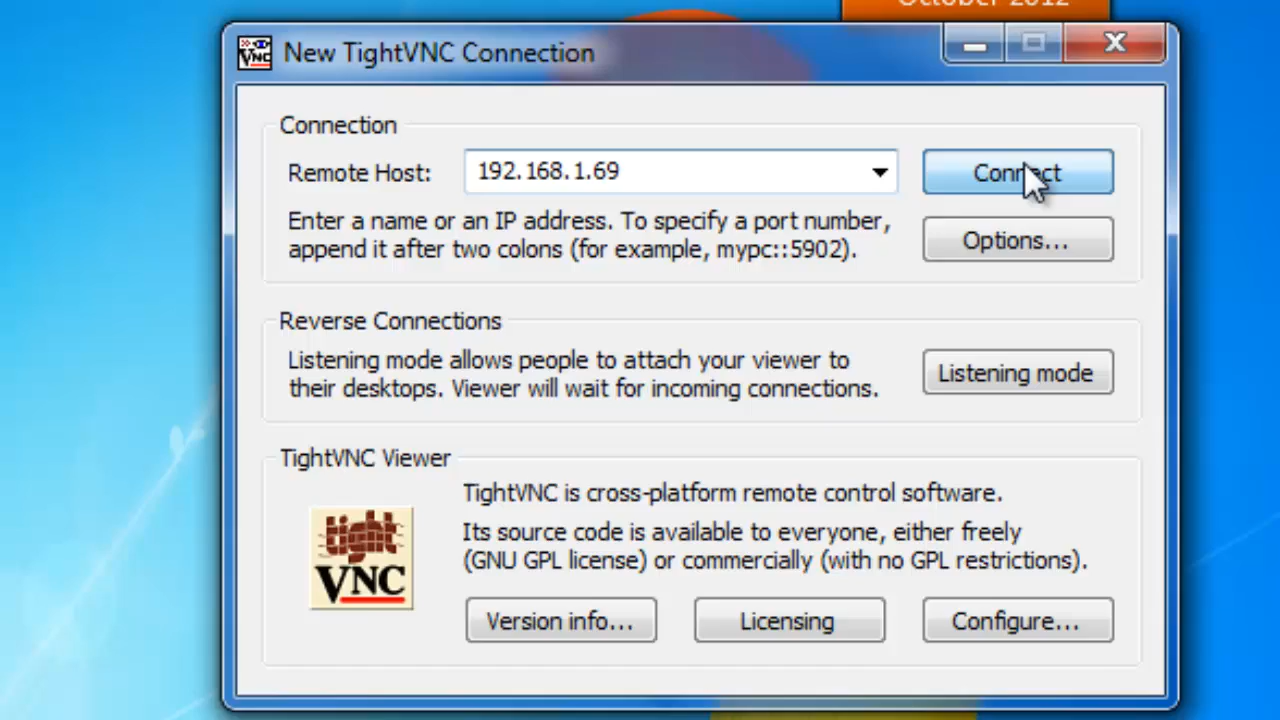 October 2012
New TightVNC Connection
Connection
Remote Host: 192.168.1.69 Connect
Enter a name or an IP address. To specify a port number,
append it after two colons (for example, mypc::5902).
Options...
Reverse Connections
Listening mode allows people to attach your viewer to
their desktops. Viewer will wait for incoming connections.
Listening mode
TightVNC Viewer
tight
VNC
TightVNC is cross-platform remote control software.
Its source code is available to everyone, either freely
(GNU GPL license) or commercially (with no GPL restrictions).
Version info... Licensing Configure...